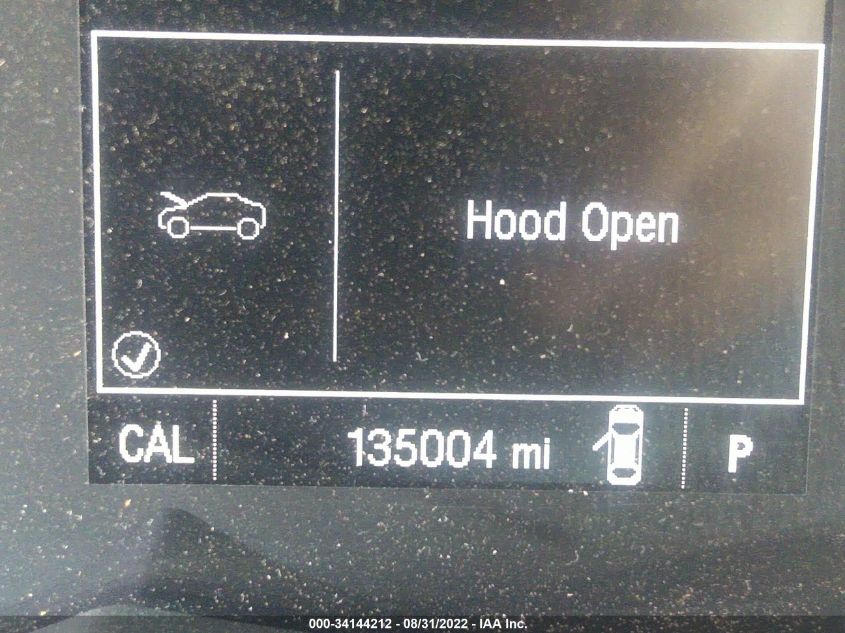 Hood Open
CAL 135004 mi P
000-34144212 - 08/31/2022 - IAA Inc.